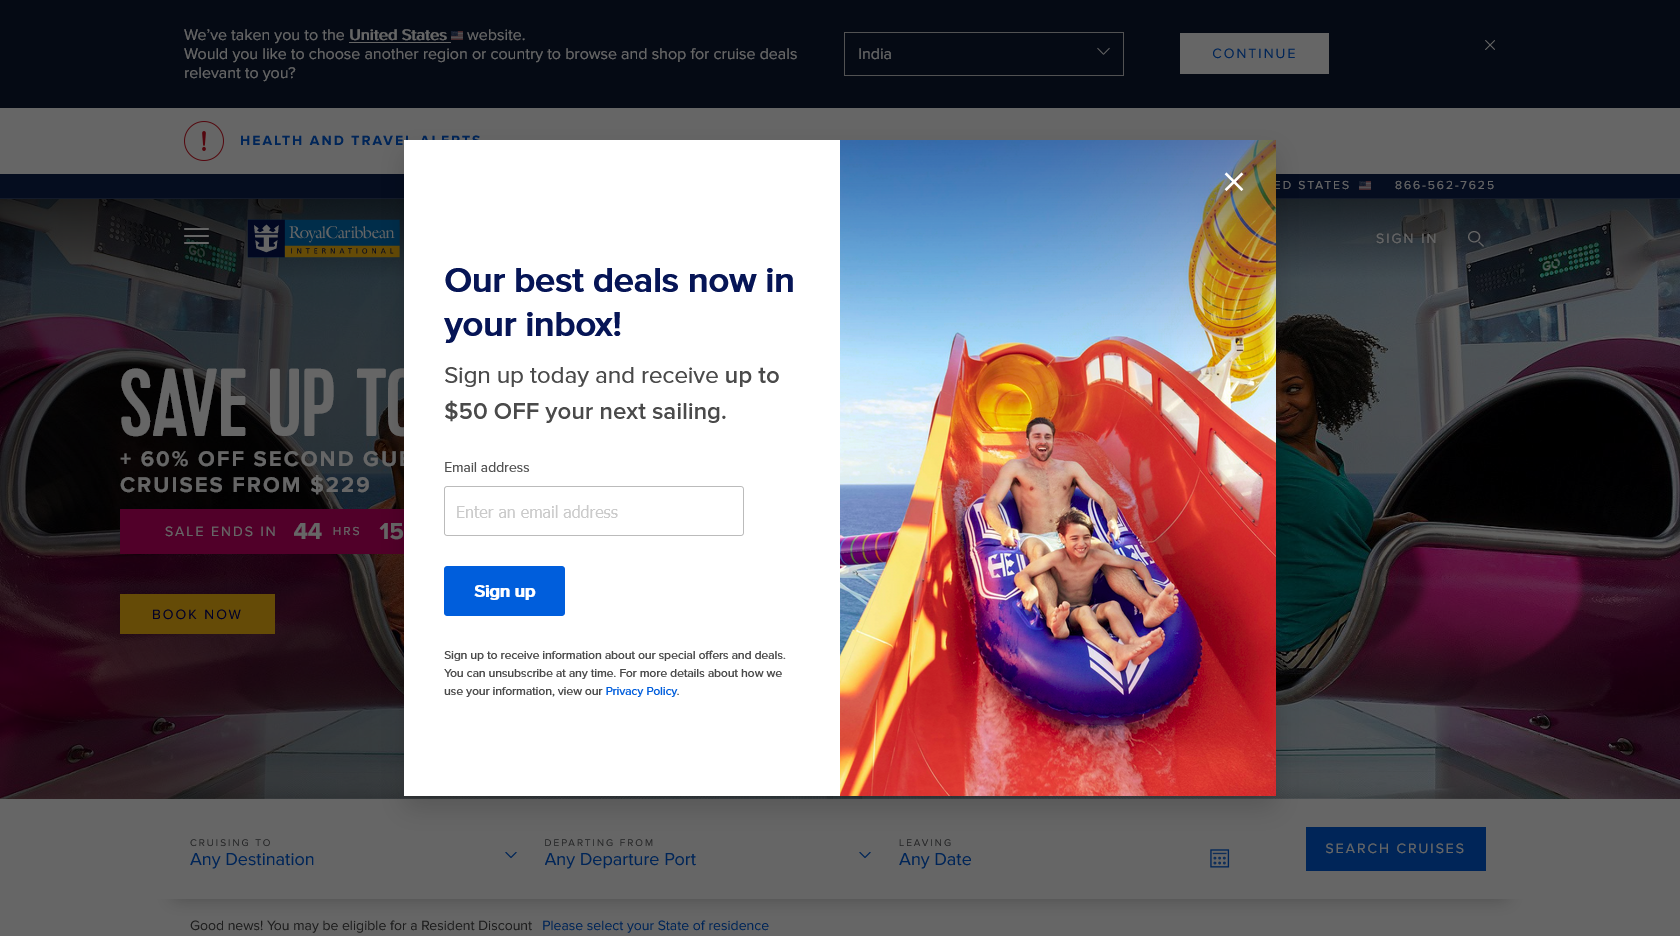 We've taken you to the United States website.
Would you like to choose another region or country to browse and shop for cruise deals
relevant to you?
India
CONTINUE
HEALTH AND TRAVEL ALERTS
ED STATES 866-562-7625
RoyalCaribbean
INTERNATIONAL
SIGN IN
GO
GO
SAVE UP TO
+ 60% OFF SECOND GUE
CRUISES FROM $229
SALE ENDS IN 44 HRS 15
BOOK NOW
Our best deals now in
your inbox!
Sign up today and receive up to
$50 OFF your next sailing.
Email address
Enter an email address
Sign up
Sign up to receive information about our special offers and deals.
You can unsubscribe at any time. For more details about how we
use your information, view our Privacy Policy.
CRUISING TO
Any Destination
DEPARTING FROM
Any Departure Port
LEAVING
Any Date
SEARCH CRUISES
Good news! You may be eligible for a Resident Discount Please select your State of residence